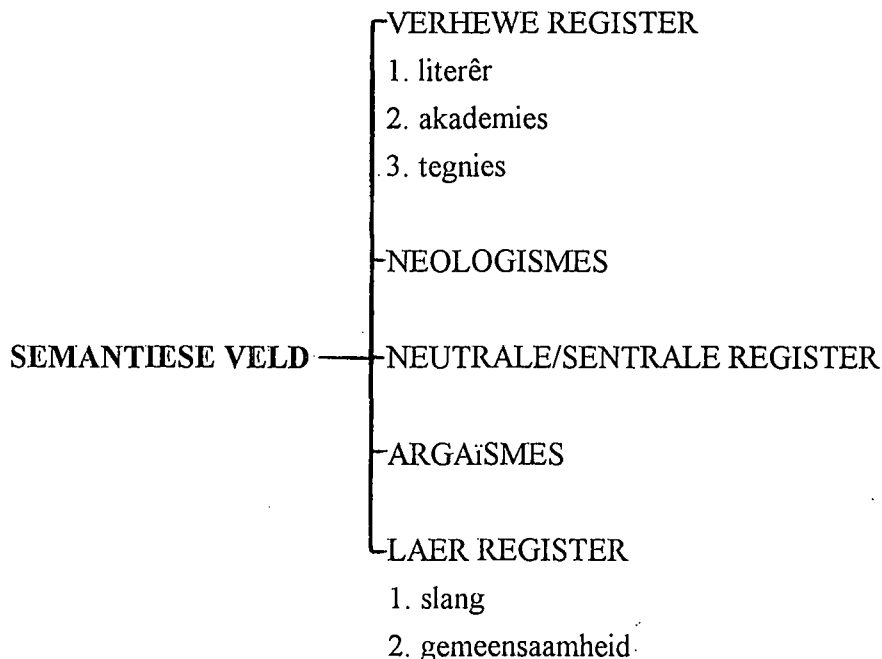 VERHEWE REGISTER
1. literêr
2. akademies
3. tegnies
NEOLOGISMES
SEMANTIESE VELD NEUTRALE/SENTRALE REGISTER
ARGAïSMES
LAER REGISTER
1. slang
2. gemeensaamheid